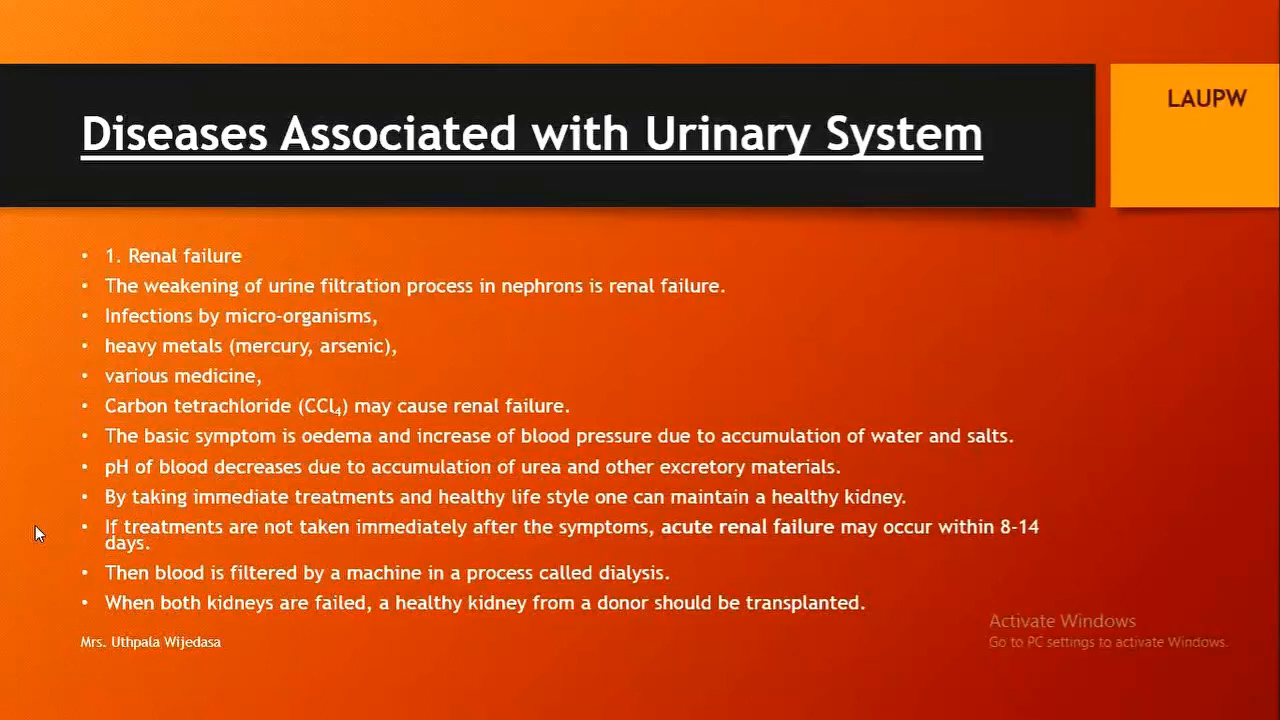 Diseases Associated with Urinary System
LAUPW
• 1. Renal failure
• The weakening of urine filtration process in nephrons is renal failure.
• Infections by micro-organisms,
• heavy metals (mercury, arsenic),
• various medicine,
• Carbon tetrachloride (CCl₄) may cause renal failure.
• The basic symptom is oedema and increase of blood pressure due to accumulation of water and salts.
• pH of blood decreases due to accumulation of urea and other excretory materials.
• By taking immediate treatments and healthy life style one can maintain a healthy kidney.
• If treatments are not taken immediately after the symptoms, acute renal failure may occur within 8-14
days.
• Then blood is filtered by a machine in a process called dialysis.
• When both kidneys are failed, a healthy kidney from a donor should be transplanted.
Mrs. Uthpala Wijedasa
Activate Windows
Go to PC settings to activate Windows.